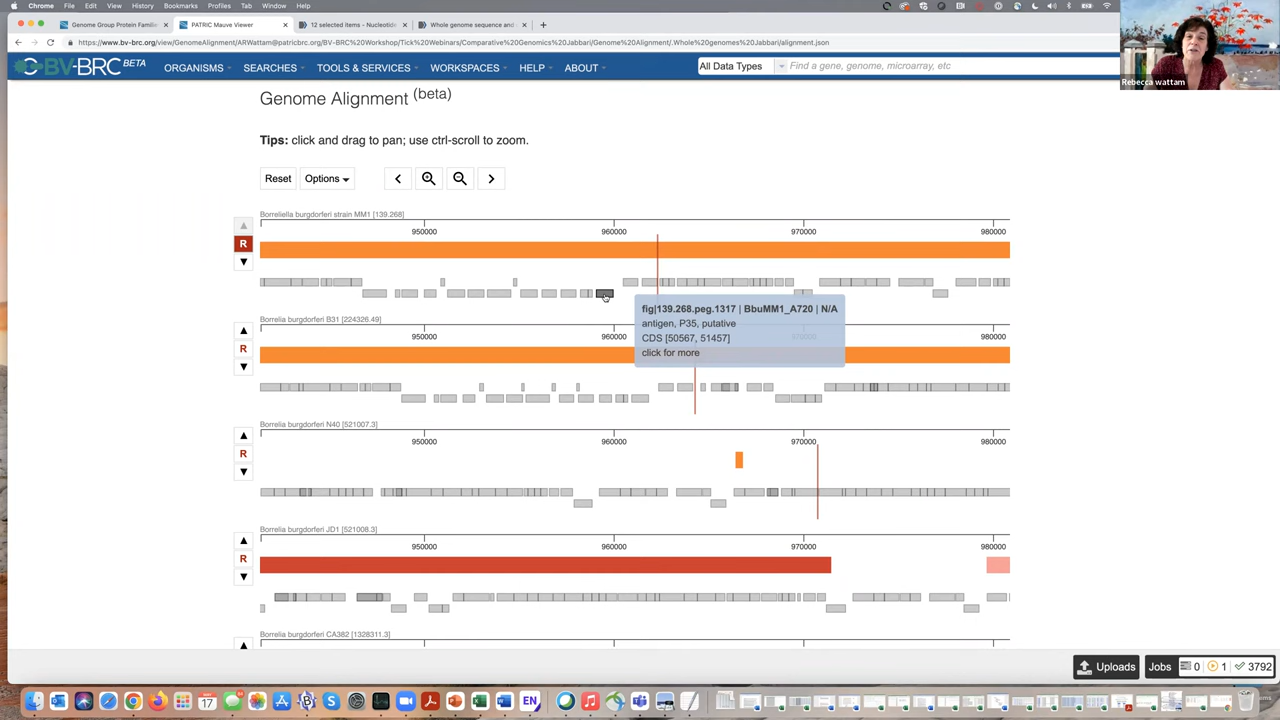 Chrome File Edit View History Bookmarks Profiles Tab Window Help
Genome Group Protein Familie
PATRIC Mauve Viewer
12 selected items - Nucleotide
Whole genome sequence and
https://www.bv-brc.org/view/GenomeAlignment/ARWattam@patricbrc.org/BV-BRC%20Workshop/Tick%20Webinars/Comparative%20Genomics%20Jabbari/Genome%20Alignment/.Whole%20genomes%20Jabbari/alignment.json
BV-BRC BETA
ORGANISMS SEARCHES TOOLS & SERVICES WORKSPACES HELP ABOUT
All Data Types Find a gene, genome, microarray, etc
Rebecca wattam
Genome Alignment (beta)
Tips: click and drag to pan; use ctrl-scroll to zoom.
Reset Options
Borreliella burgdorferi strain MM1 [139.268]
950000 960000 970000 980000
R
fig|139.268.peg.1317 | BbuMM1_A720 | N/A
antigen, P35, putative
CDS [50567, 51457]
click for more
Borrelia burgdorferi B31 [224326.49]
950000 960000 970000 980000
R
Borrelia burgdorferi N40 [521007.3]
950000 960000 970000 980000
R
Borrelia burgdorferi JD1 [521008.3]
950000 960000 970000 980000
R
Borrelia burgdorferi CA382 [1328311.3]
Uploads Jobs 0 1 3792
17
EN